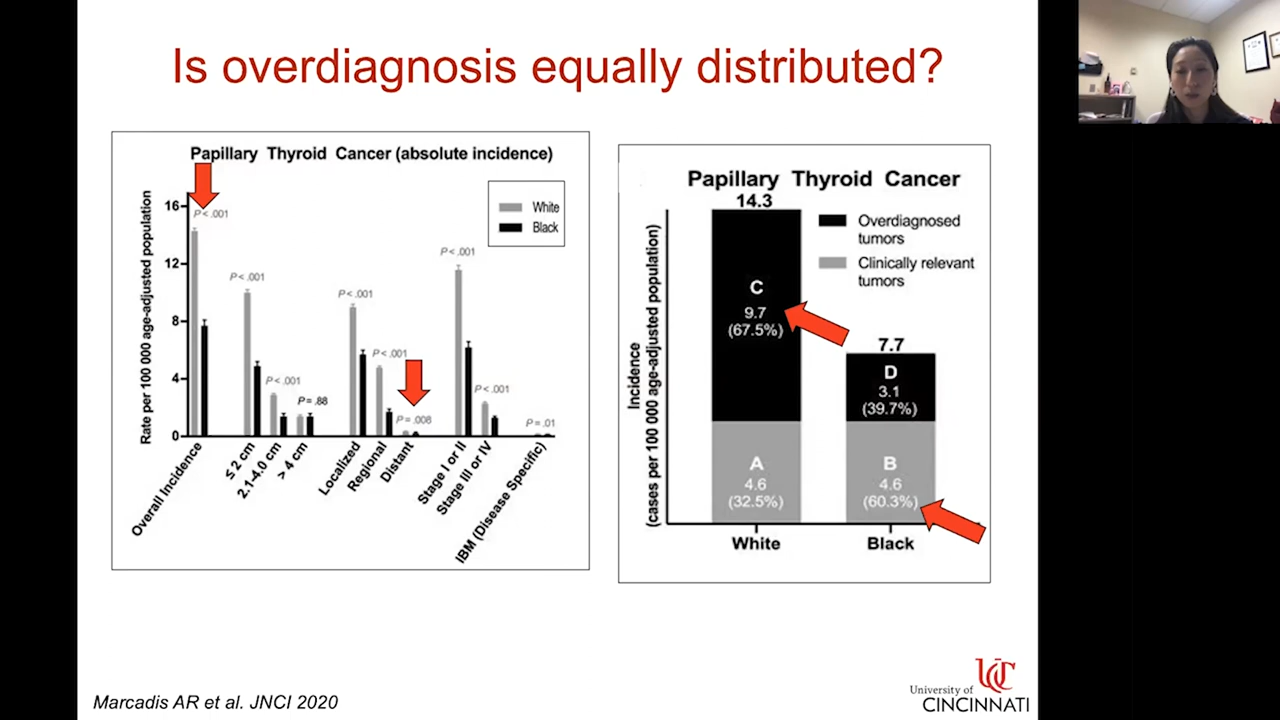 Is overdiagnosis equally distributed?
Papillary Thyroid Cancer (absolute incidence)
Rate per 100 000 age-adjusted population
16
12
8
4
0
P < .001
P < .001
P < .001
P = .88
P < .001
P < .001
P = .008
P < .001
P < .001
P = .01
White
Black
Overall Incidence
≤ 2 cm
2.1-4.0 cm
> 4 cm
Localized
Regional
Distant
Stage I or II
Stage III or IV
IBM (Disease Specific)
Papillary Thyroid Cancer
Incidence
(cases per 100 000 age-adjusted population)
14.3
Overdiagnosed
tumors
Clinically relevant
tumors
C
9.7
(67.5%)
7.7
D
3.1
(39.7%)
A
4.6
(32.5%)
B
4.6
(60.3%)
White
Black
Marcadis AR et al. JNCI 2020
UC
University of
CINCINNATI